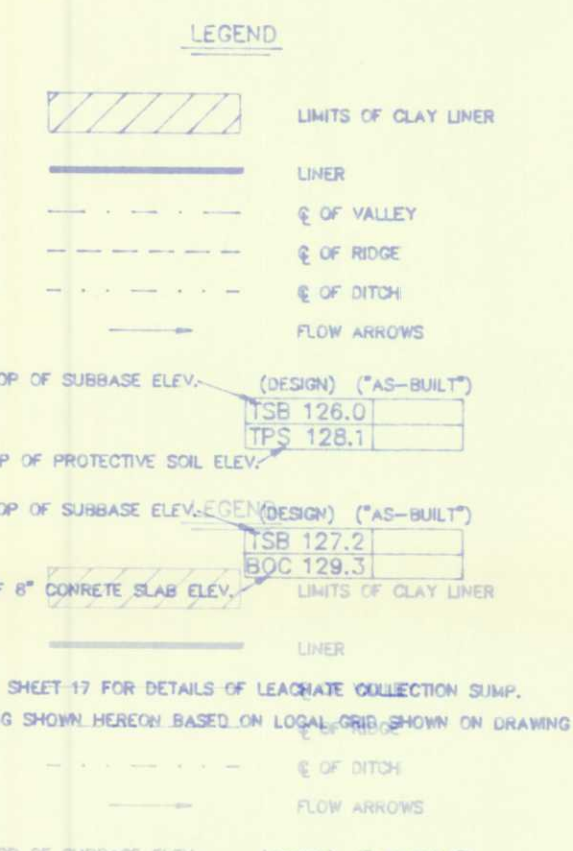 LEGEND
LIMITS OF CLAY LINER
LINER
℄ OF VALLEY
℄ OF RIDGE
℄ OF DITCH
FLOW ARROWS
OP OF SUBBASE ELEV. (DESIGN) ("AS-BUILT")
TSB 126.0
TPS 128.1
P OF PROTECTIVE SOIL ELEV.
OP OF SUBBASE ELEV. LEGEND (DESIGN) ("AS-BUILT")
TSB 127.2
BOC 129.3
F 8" CONRETE SLAB ELEV. LIMITS OF CLAY LINER
LINER
SHEET 17 FOR DETAILS OF LEACHATE COLLECTION SUMP.
G SHOWN HEREON BASED ON LOCAL GRID SHOWN ON DRAWING
℄ OF RIDGE
℄ OF DITCH
FLOW ARROWS